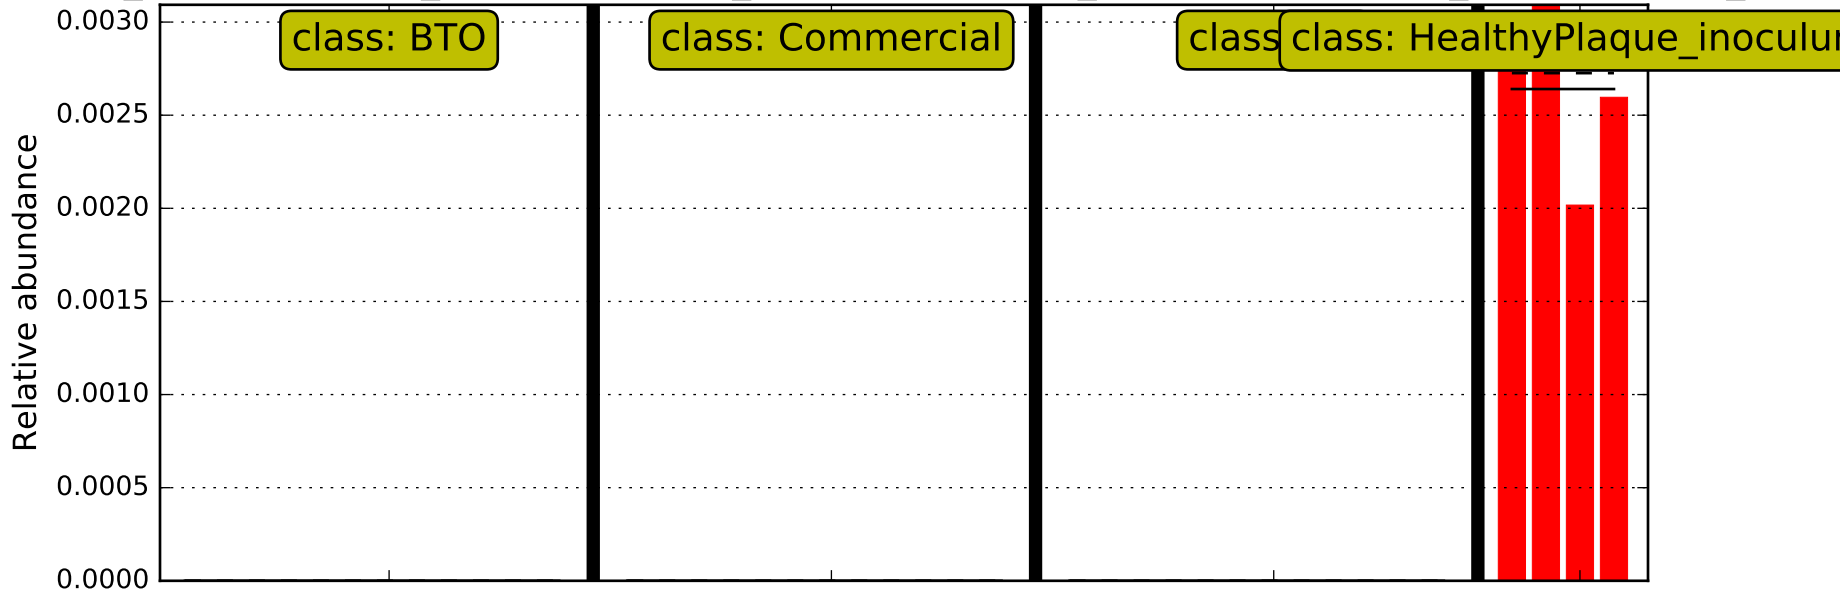 0.0030
class: BTO
class: Commercial
class
class: HealthyPlaque_inoculu
0.0025
0.0020
0.0015
0.0010
0.0005
0.0000
Relative abundance